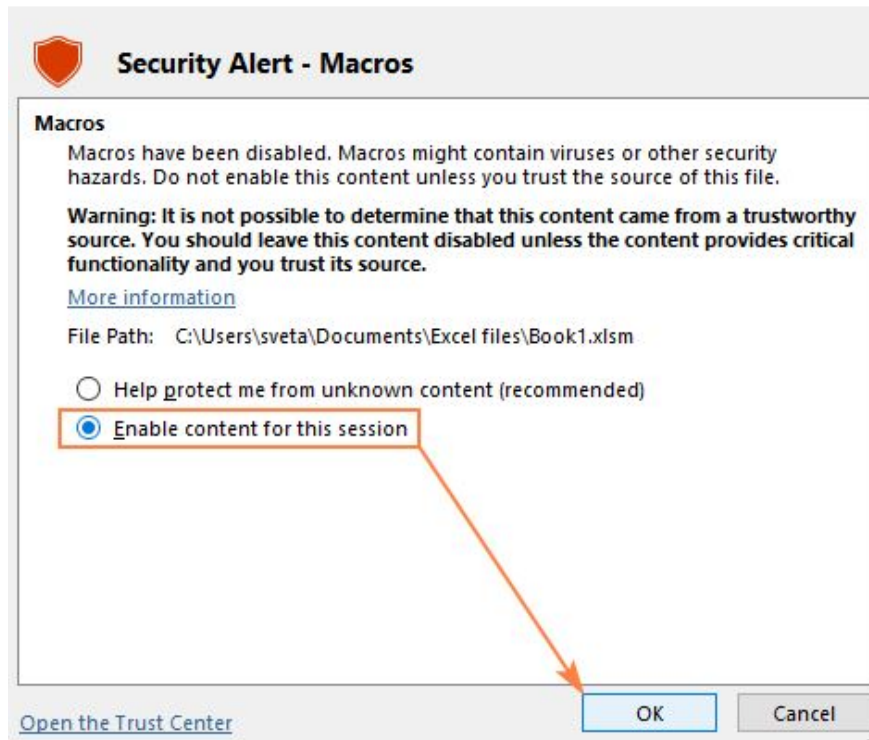 Security Alert - Macros
Macros
Macros have been disabled. Macros might contain viruses or other security
hazards. Do not enable this content unless you trust the source of this file.
Warning: It is not possible to determine that this content came from a trustworthy
source. You should leave this content disabled unless the content provides critical
functionality and you trust its source.
More information
File Path: C:\Users\sveta\Documents\Excel files\Book1.xlsm
Help protect me from unknown content (recommended)
Enable content for this session
Open the Trust Center
OK
Cancel